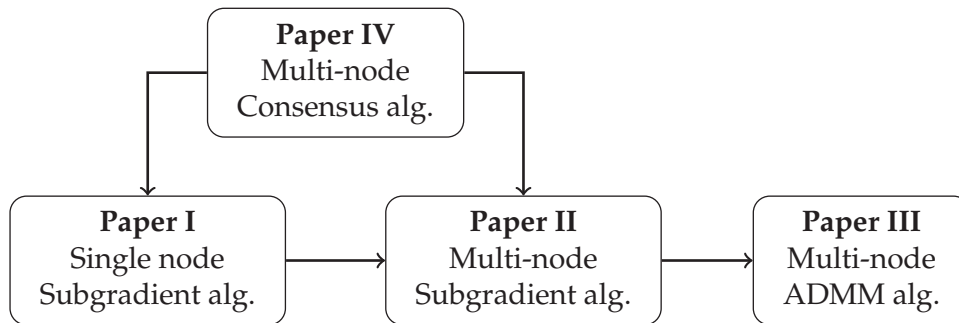 Paper IV
Multi-node
Consensus alg.
Paper I
Single node
Subgradient alg.
Paper II
Multi-node
Subgradient alg.
Paper III
Multi-node
ADMM alg.